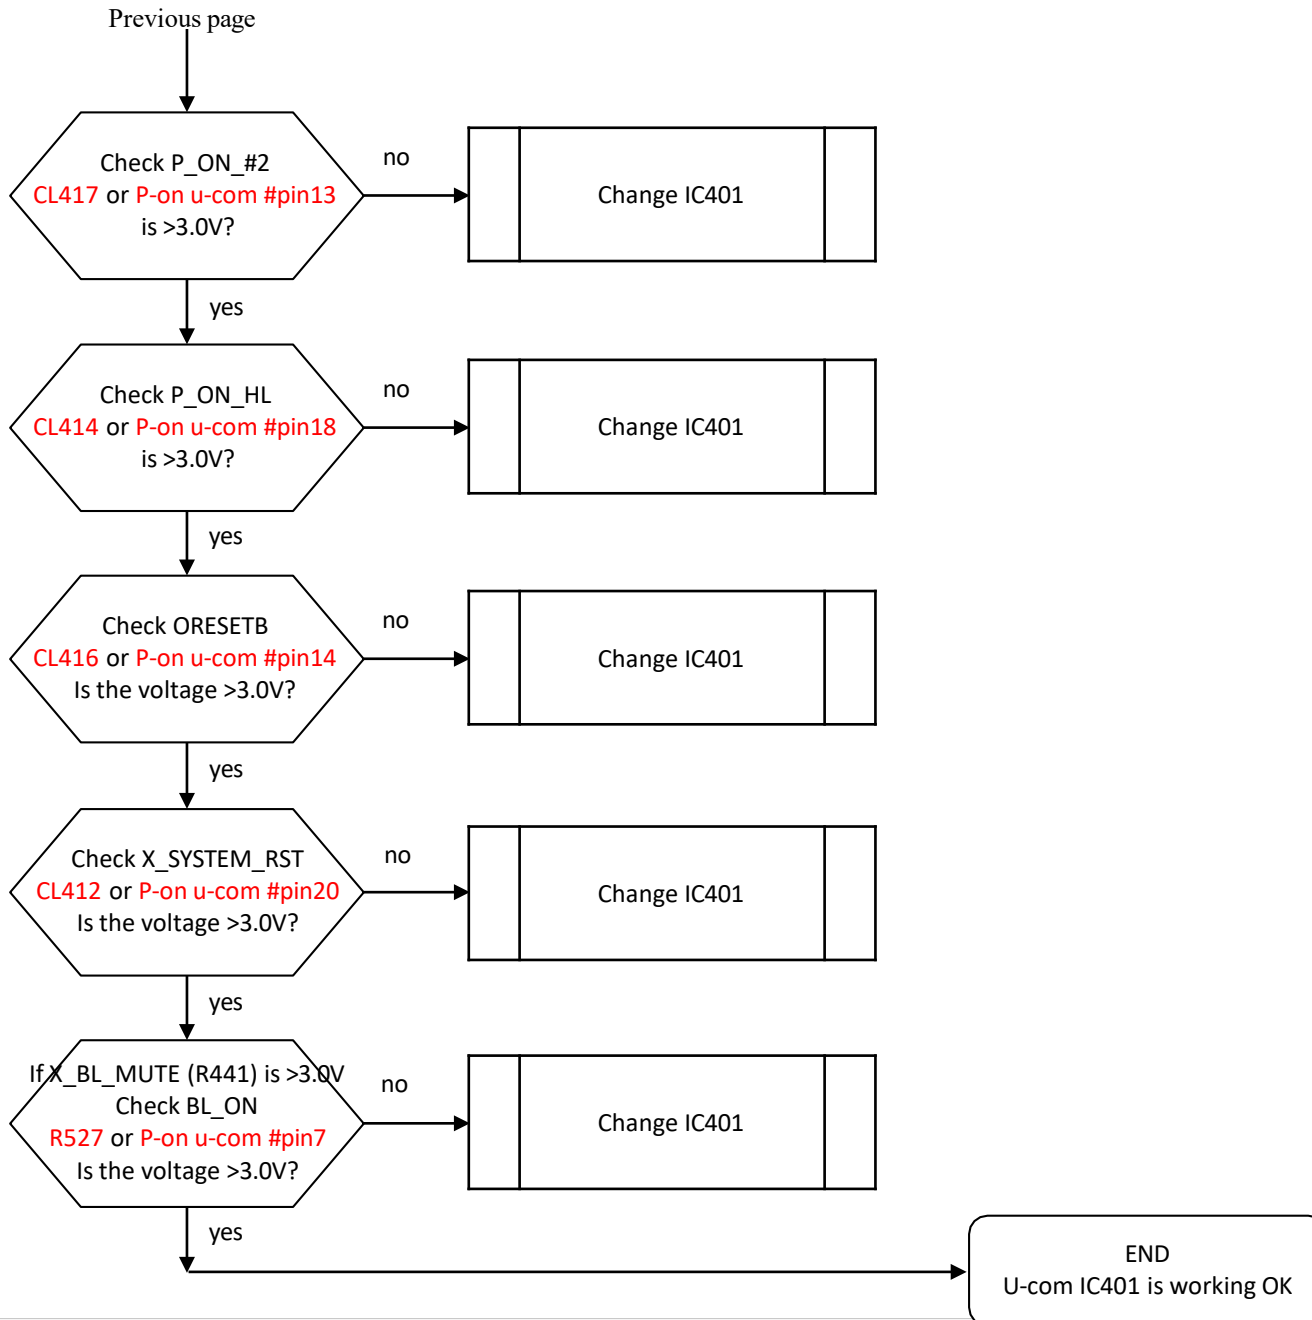 Previous page
Check P_ON_#2
CL417 or P-on u-com #pin13
is >3.0V?
no
Change IC401
yes
Check P_ON_HL
CL414 or P-on u-com #pin18
is >3.0V?
no
Change IC401
yes
Check ORESETB
CL416 or P-on u-com #pin14
Is the voltage >3.0V?
no
Change IC401
yes
Check X_SYSTEM_RST
CL412 or P-on u-com #pin20
Is the voltage >3.0V?
no
Change IC401
yes
If X_BL_MUTE (R441) is >3.0V
Check BL_ON
R527 or P-on u-com #pin7
Is the voltage >3.0V?
no
Change IC401
yes
END
U-com IC401 is working OK